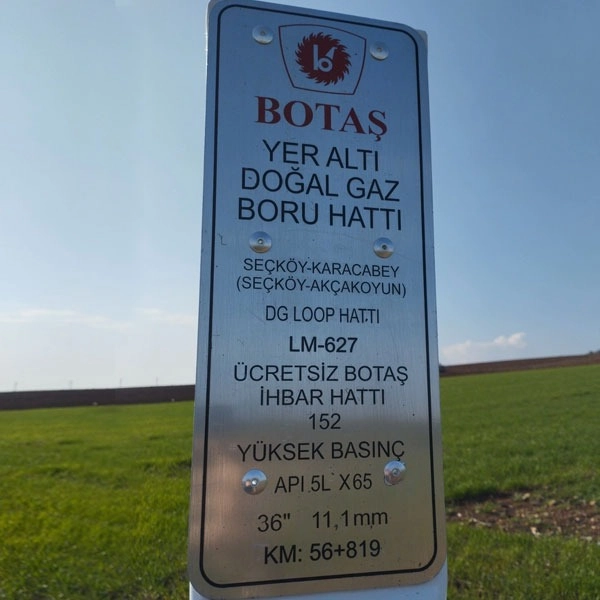 BOTAŞ
YER ALTI
DOĞAL GAZ
BORU HATTI
SEÇKÖY-KARACABEY
(SEÇKÖY-AKÇAKOYUN)
DG LOOP HATTI
LM-627
ÜCRETSİZ BOTAŞ
İHBAR HATTI
152
YÜKSEK BASINÇ
API 5L X65
36" 11,1mm
KM: 56+819